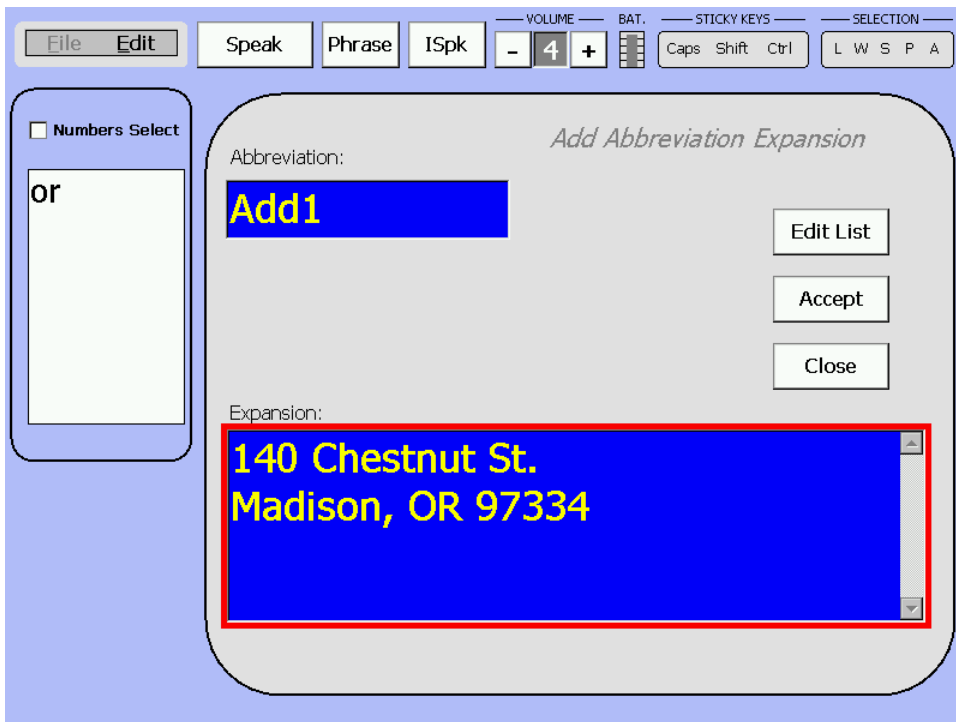 File Edit Speak Phrase ISpk VOLUME - 4 + BAT. STICKY KEYS Caps Shift Ctrl SELECTION L W S P A
Numbers Select
or
Add Abbreviation Expansion
Abbreviation:
Add1
Edit List
Accept
Close
Expansion:
140 Chestnut St.
Madison, OR 97334